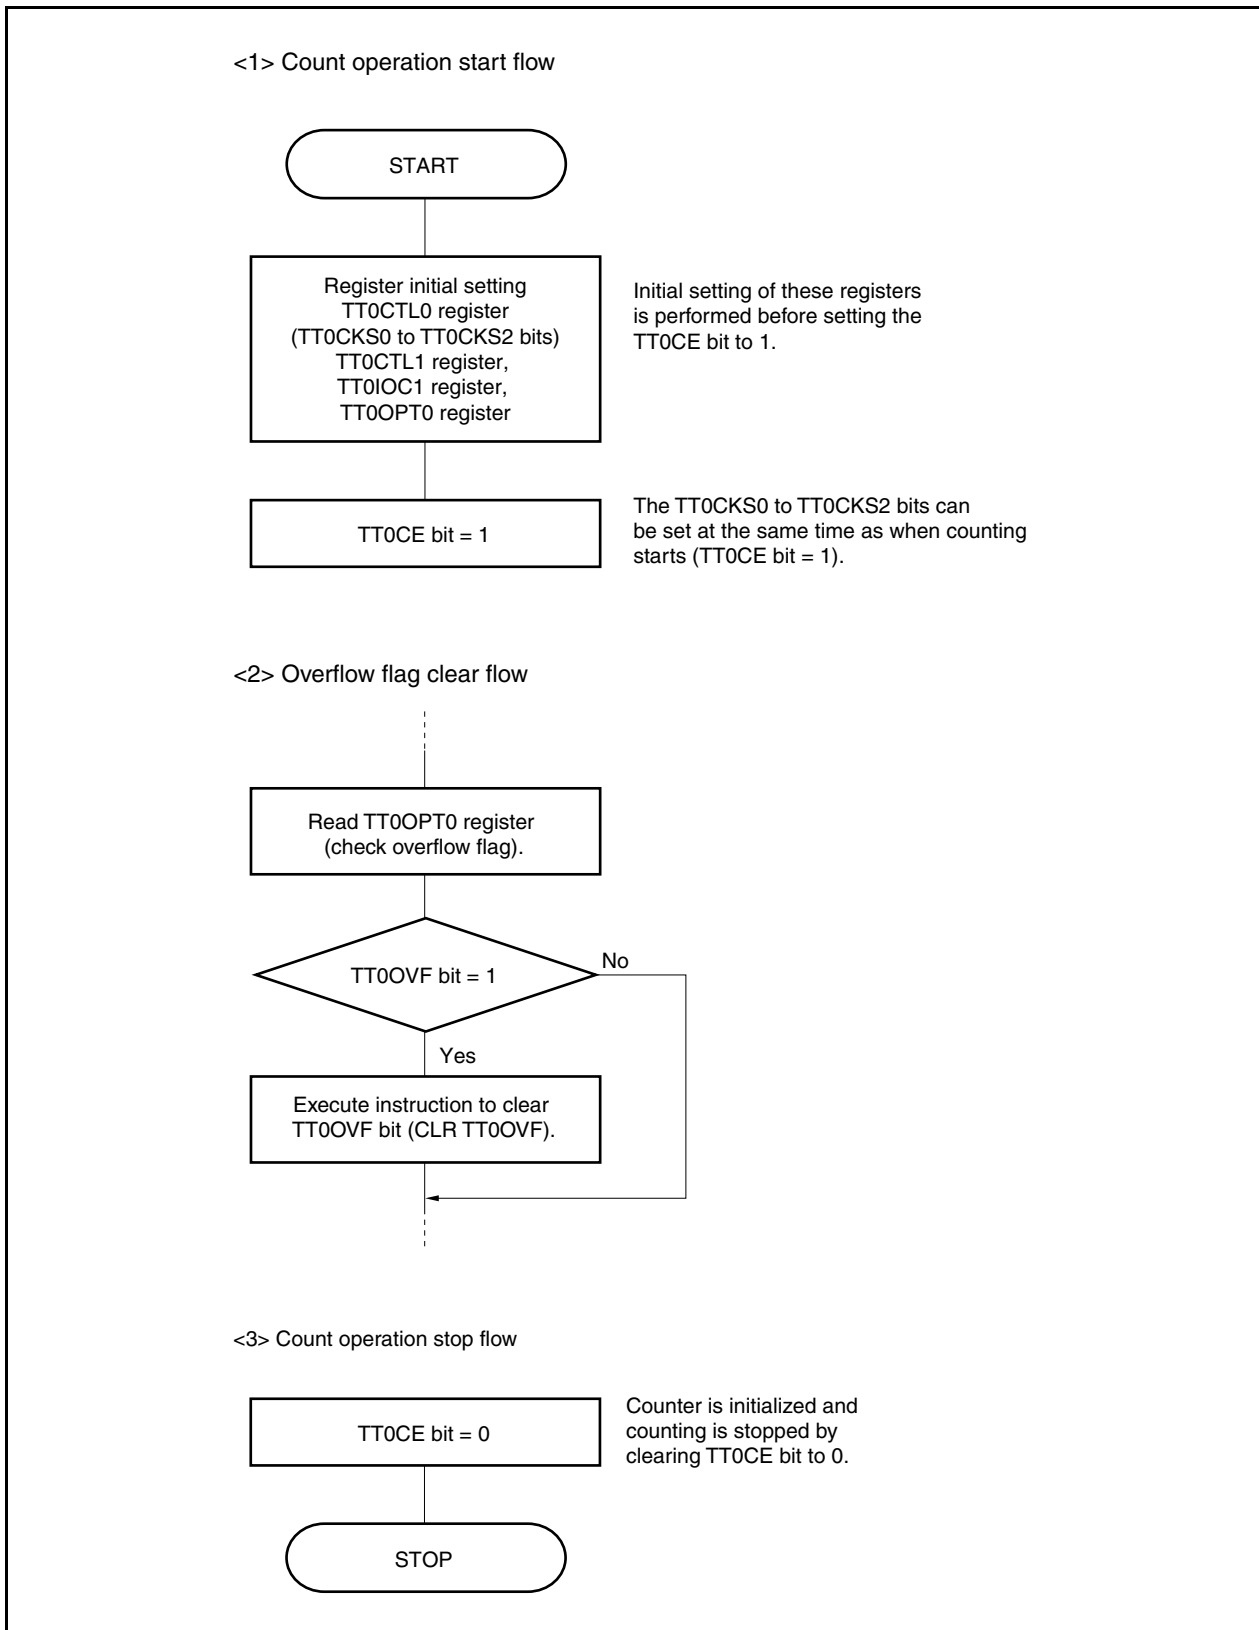 <1> Count operation start flow
START
Register initial setting
TT0CTL0 register
(TT0CKS0 to TT0CKS2 bits)
TT0CTL1 register,
TT0IOC1 register,
TT0OPT0 register
Initial setting of these registers
is performed before setting the
TT0CE bit to 1.
TT0CE bit = 1
The TT0CKS0 to TT0CKS2 bits can
be set at the same time as when counting
starts (TT0CE bit = 1).
<2> Overflow flag clear flow
Read TT0OPT0 register
(check overflow flag).
TT0OVF bit = 1
No
Yes
Execute instruction to clear
TT0OVF bit (CLR TT0OVF).
<3> Count operation stop flow
TT0CE bit = 0
Counter is initialized and
counting is stopped by
clearing TT0CE bit to 0.
STOP